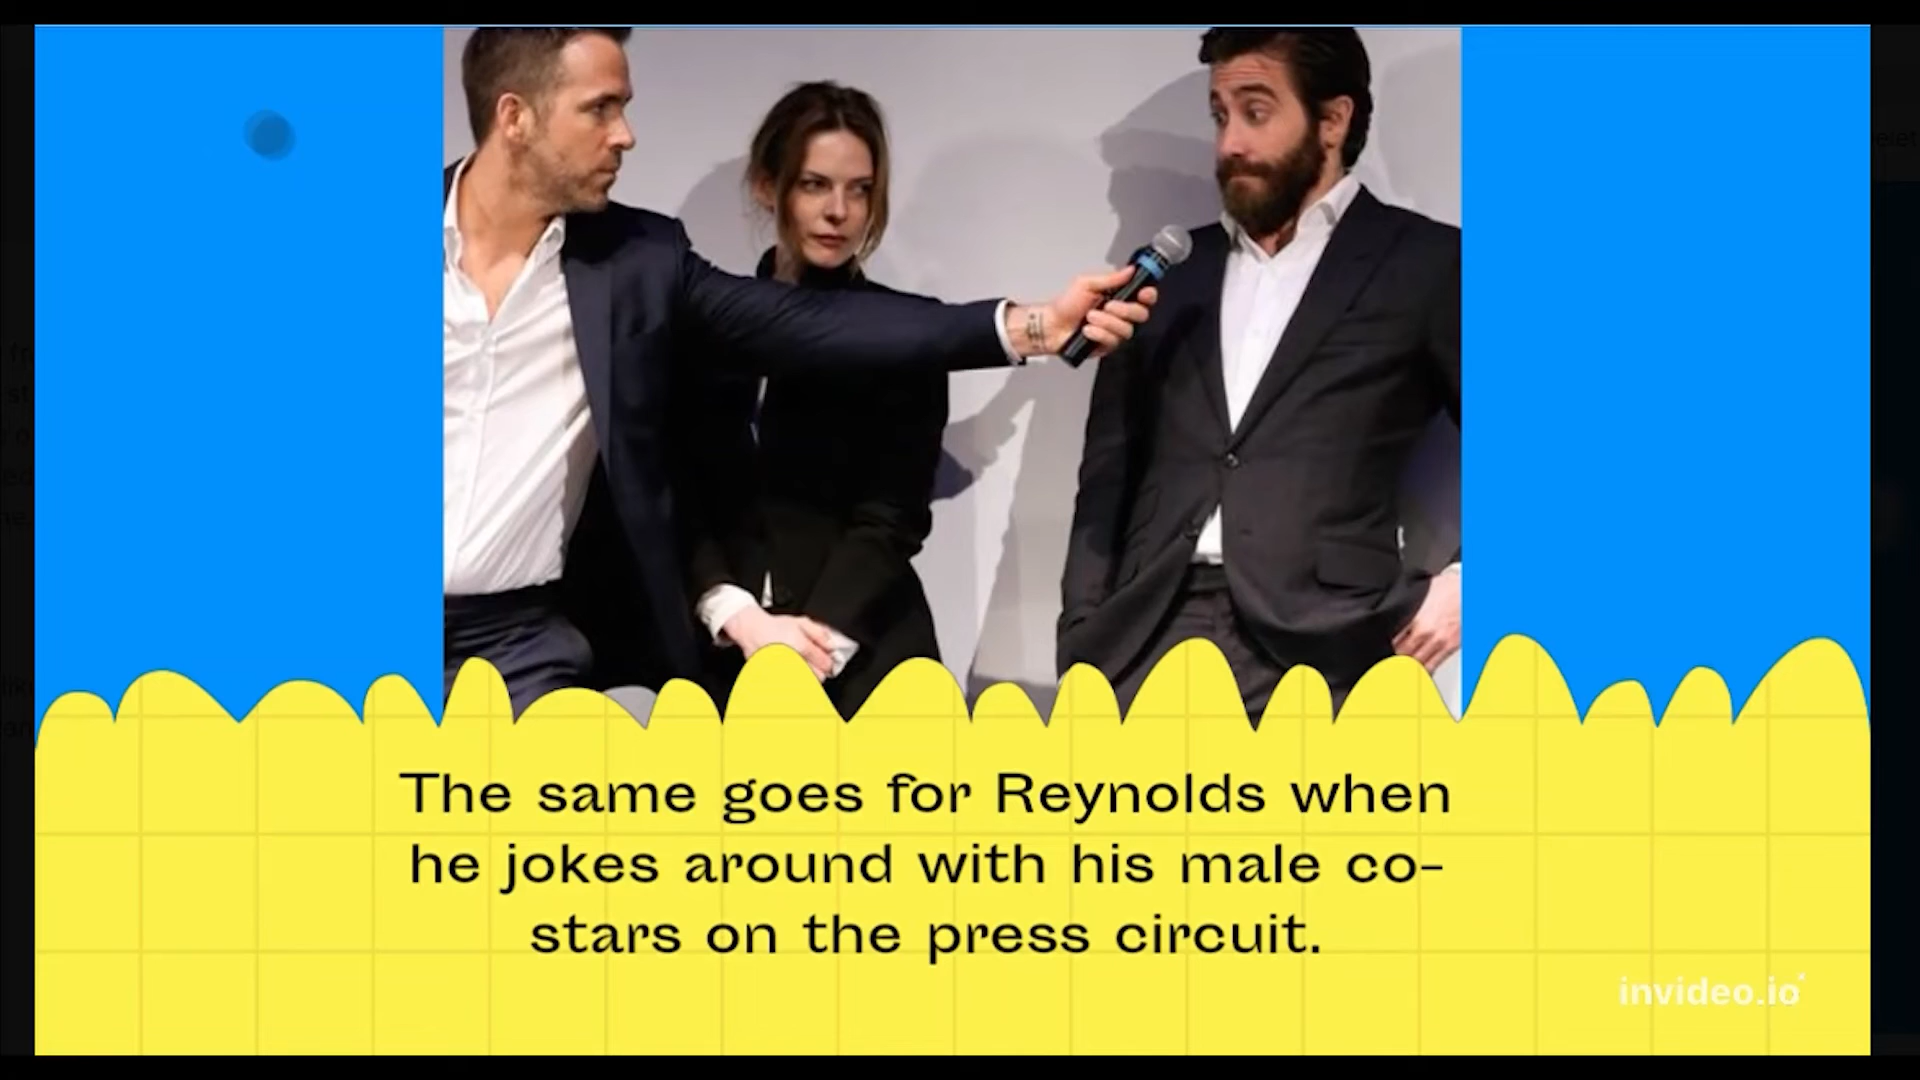 The same goes for Reynolds when
he jokes around with his male co-
stars on the press circuit.
invideo.io